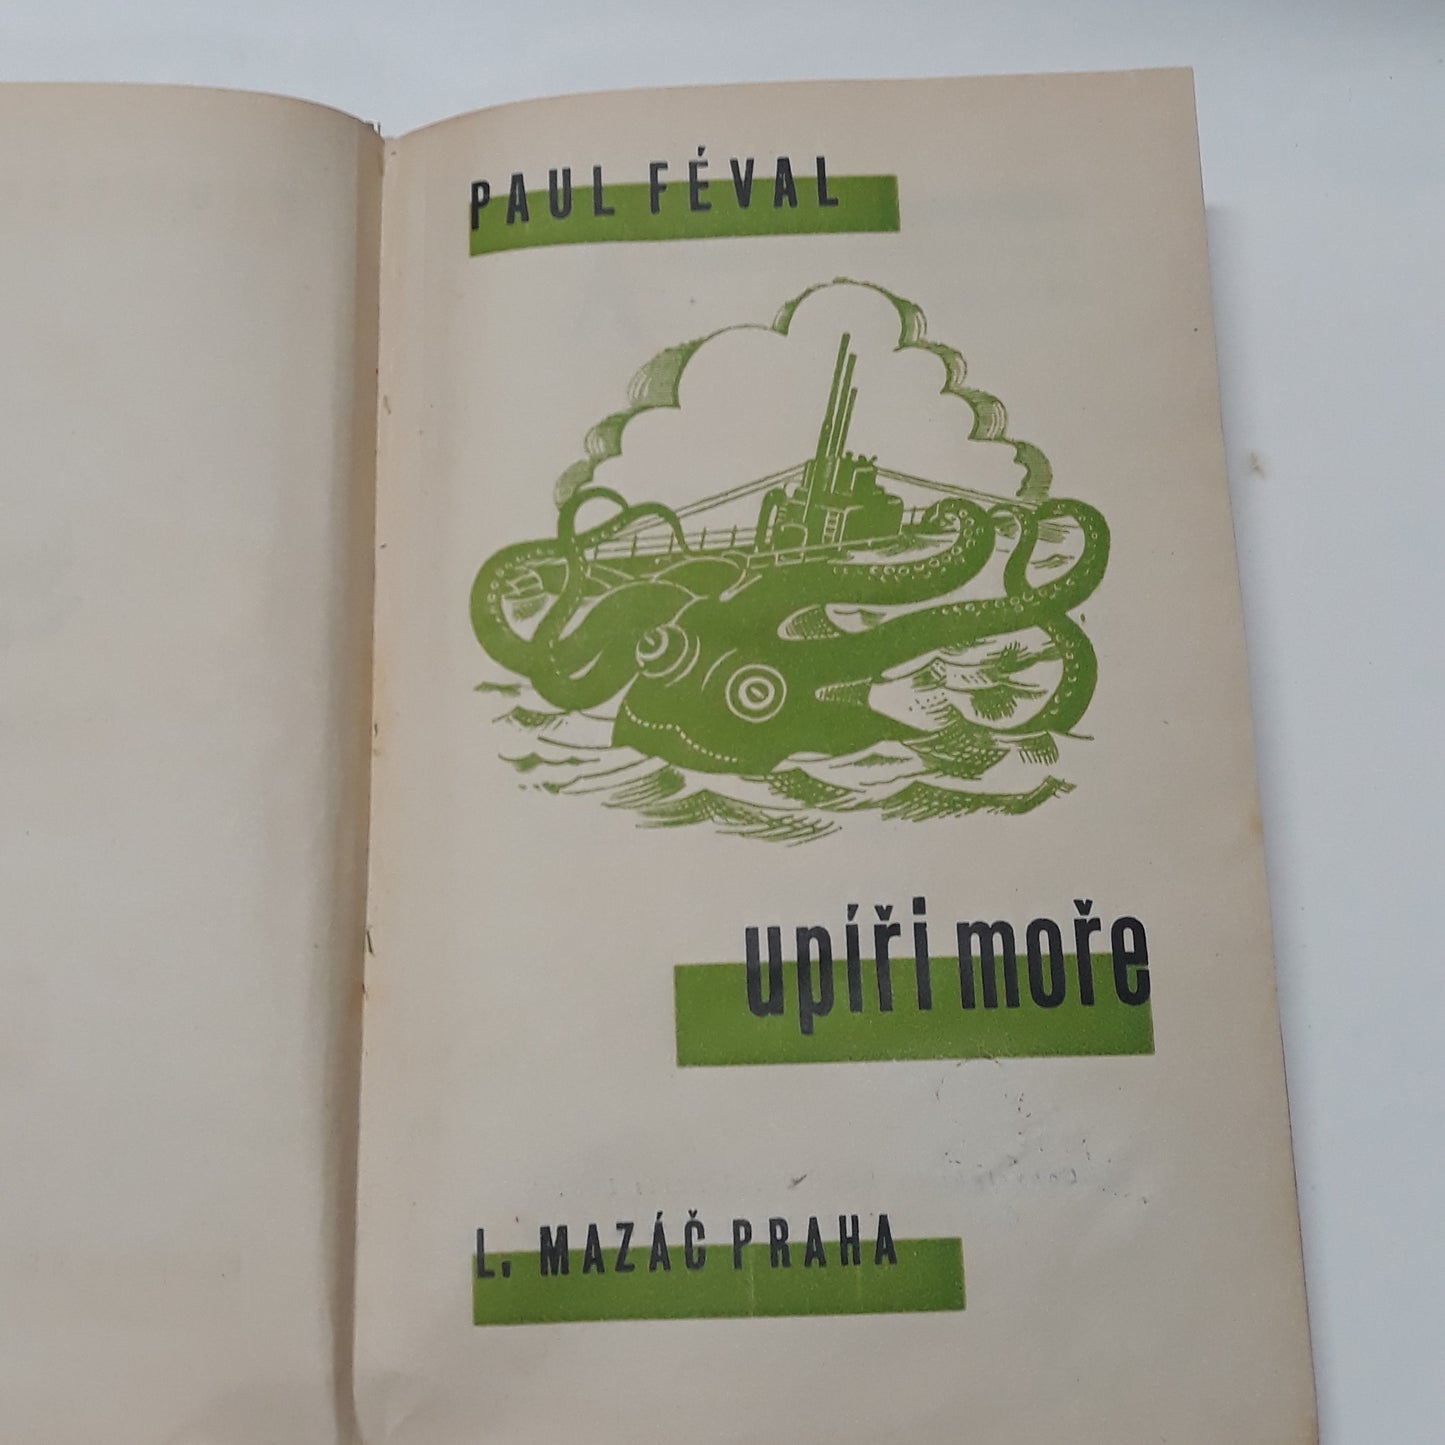 PAUL FÉVAL
upíři moře
L. MAZÁČ PRAHA